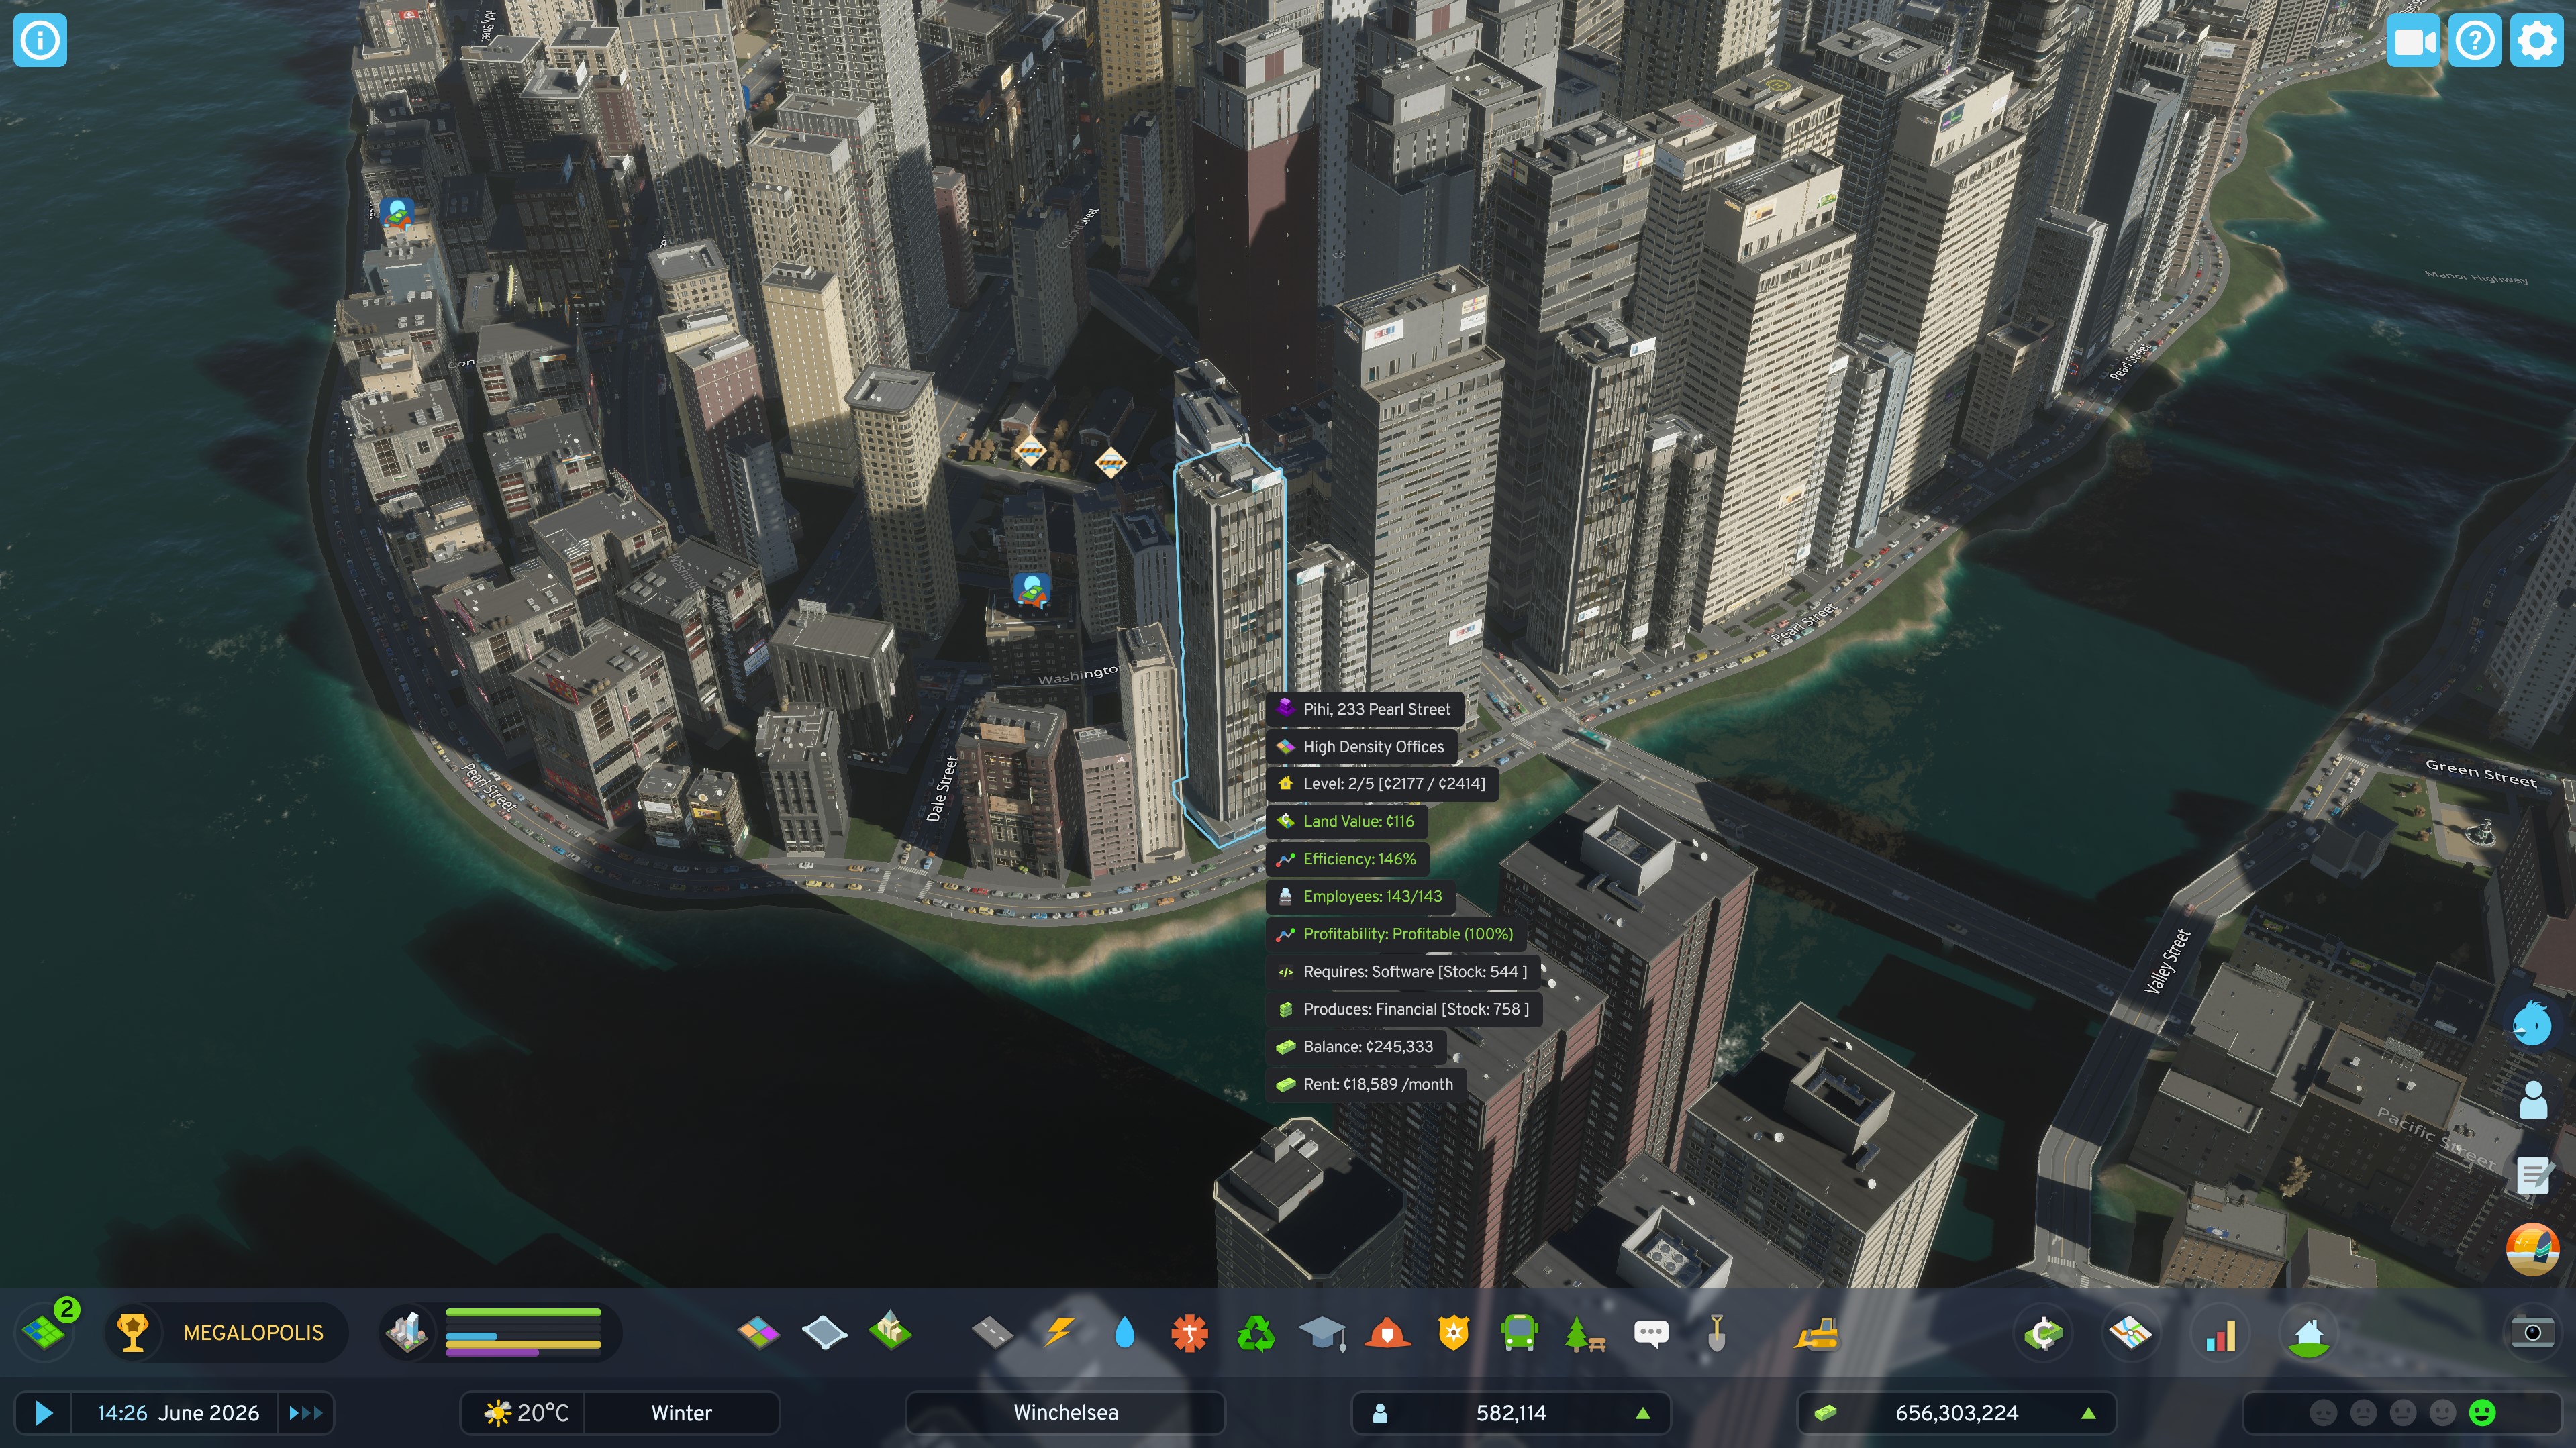 Manor Highway
Pearl Street
Washington
Pearl Street
Pearl Street
Dale Street
Green Street
Valley Street
Pacific Street
Pihi, 233 Pearl Street
High Density Offices
Level: 2/5 [¢2177 / ¢2414]
Land Value: ¢116
Efficiency: 146%
Employees: 143/143
Profitability: Profitable (100%)
Requires: Software [Stock: 544 ]
Produces: Financial [Stock: 758 ]
Balance: ¢245,333
Rent: ¢18,589 /month
2
MEGALOPOLIS
14:26 June 2026
20°C
Winter
Winchelsea
582,114
656,303,224